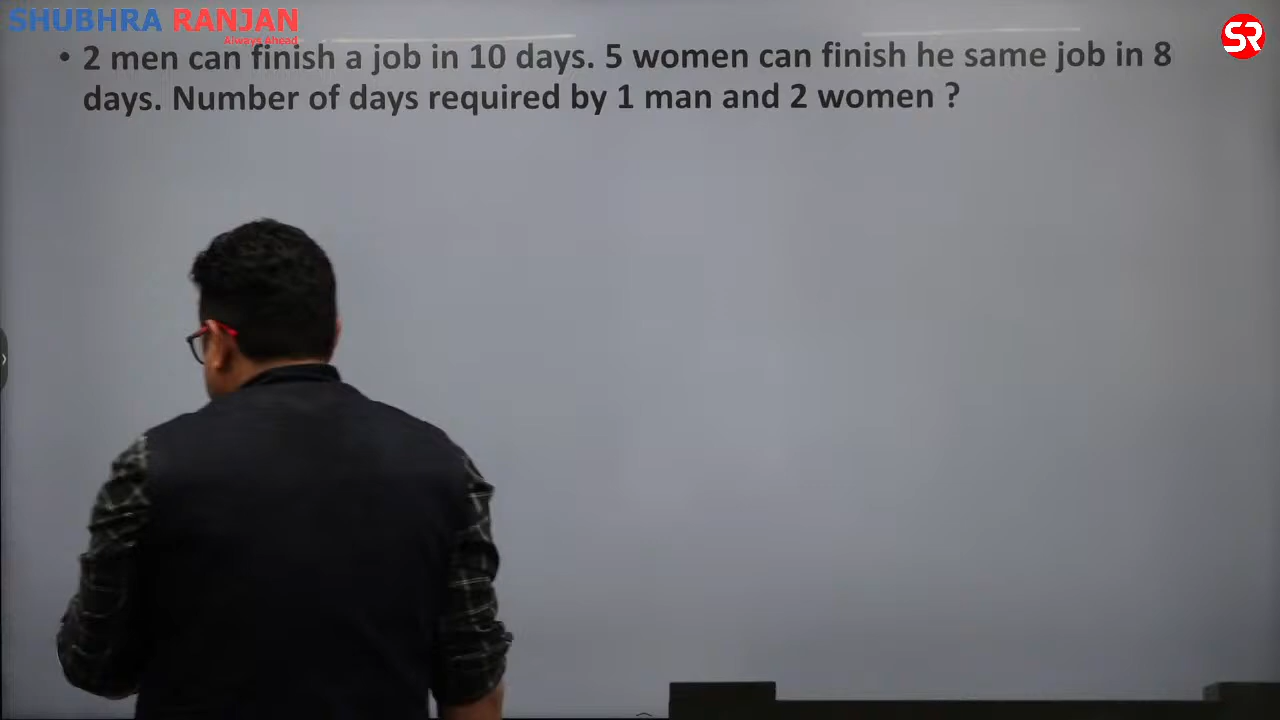 SHUBHRA RANJAN
Always Ahead
SR
• 2 men can finish a job in 10 days. 5 women can finish he same job in 8
days. Number of days required by 1 man and 2 women ?